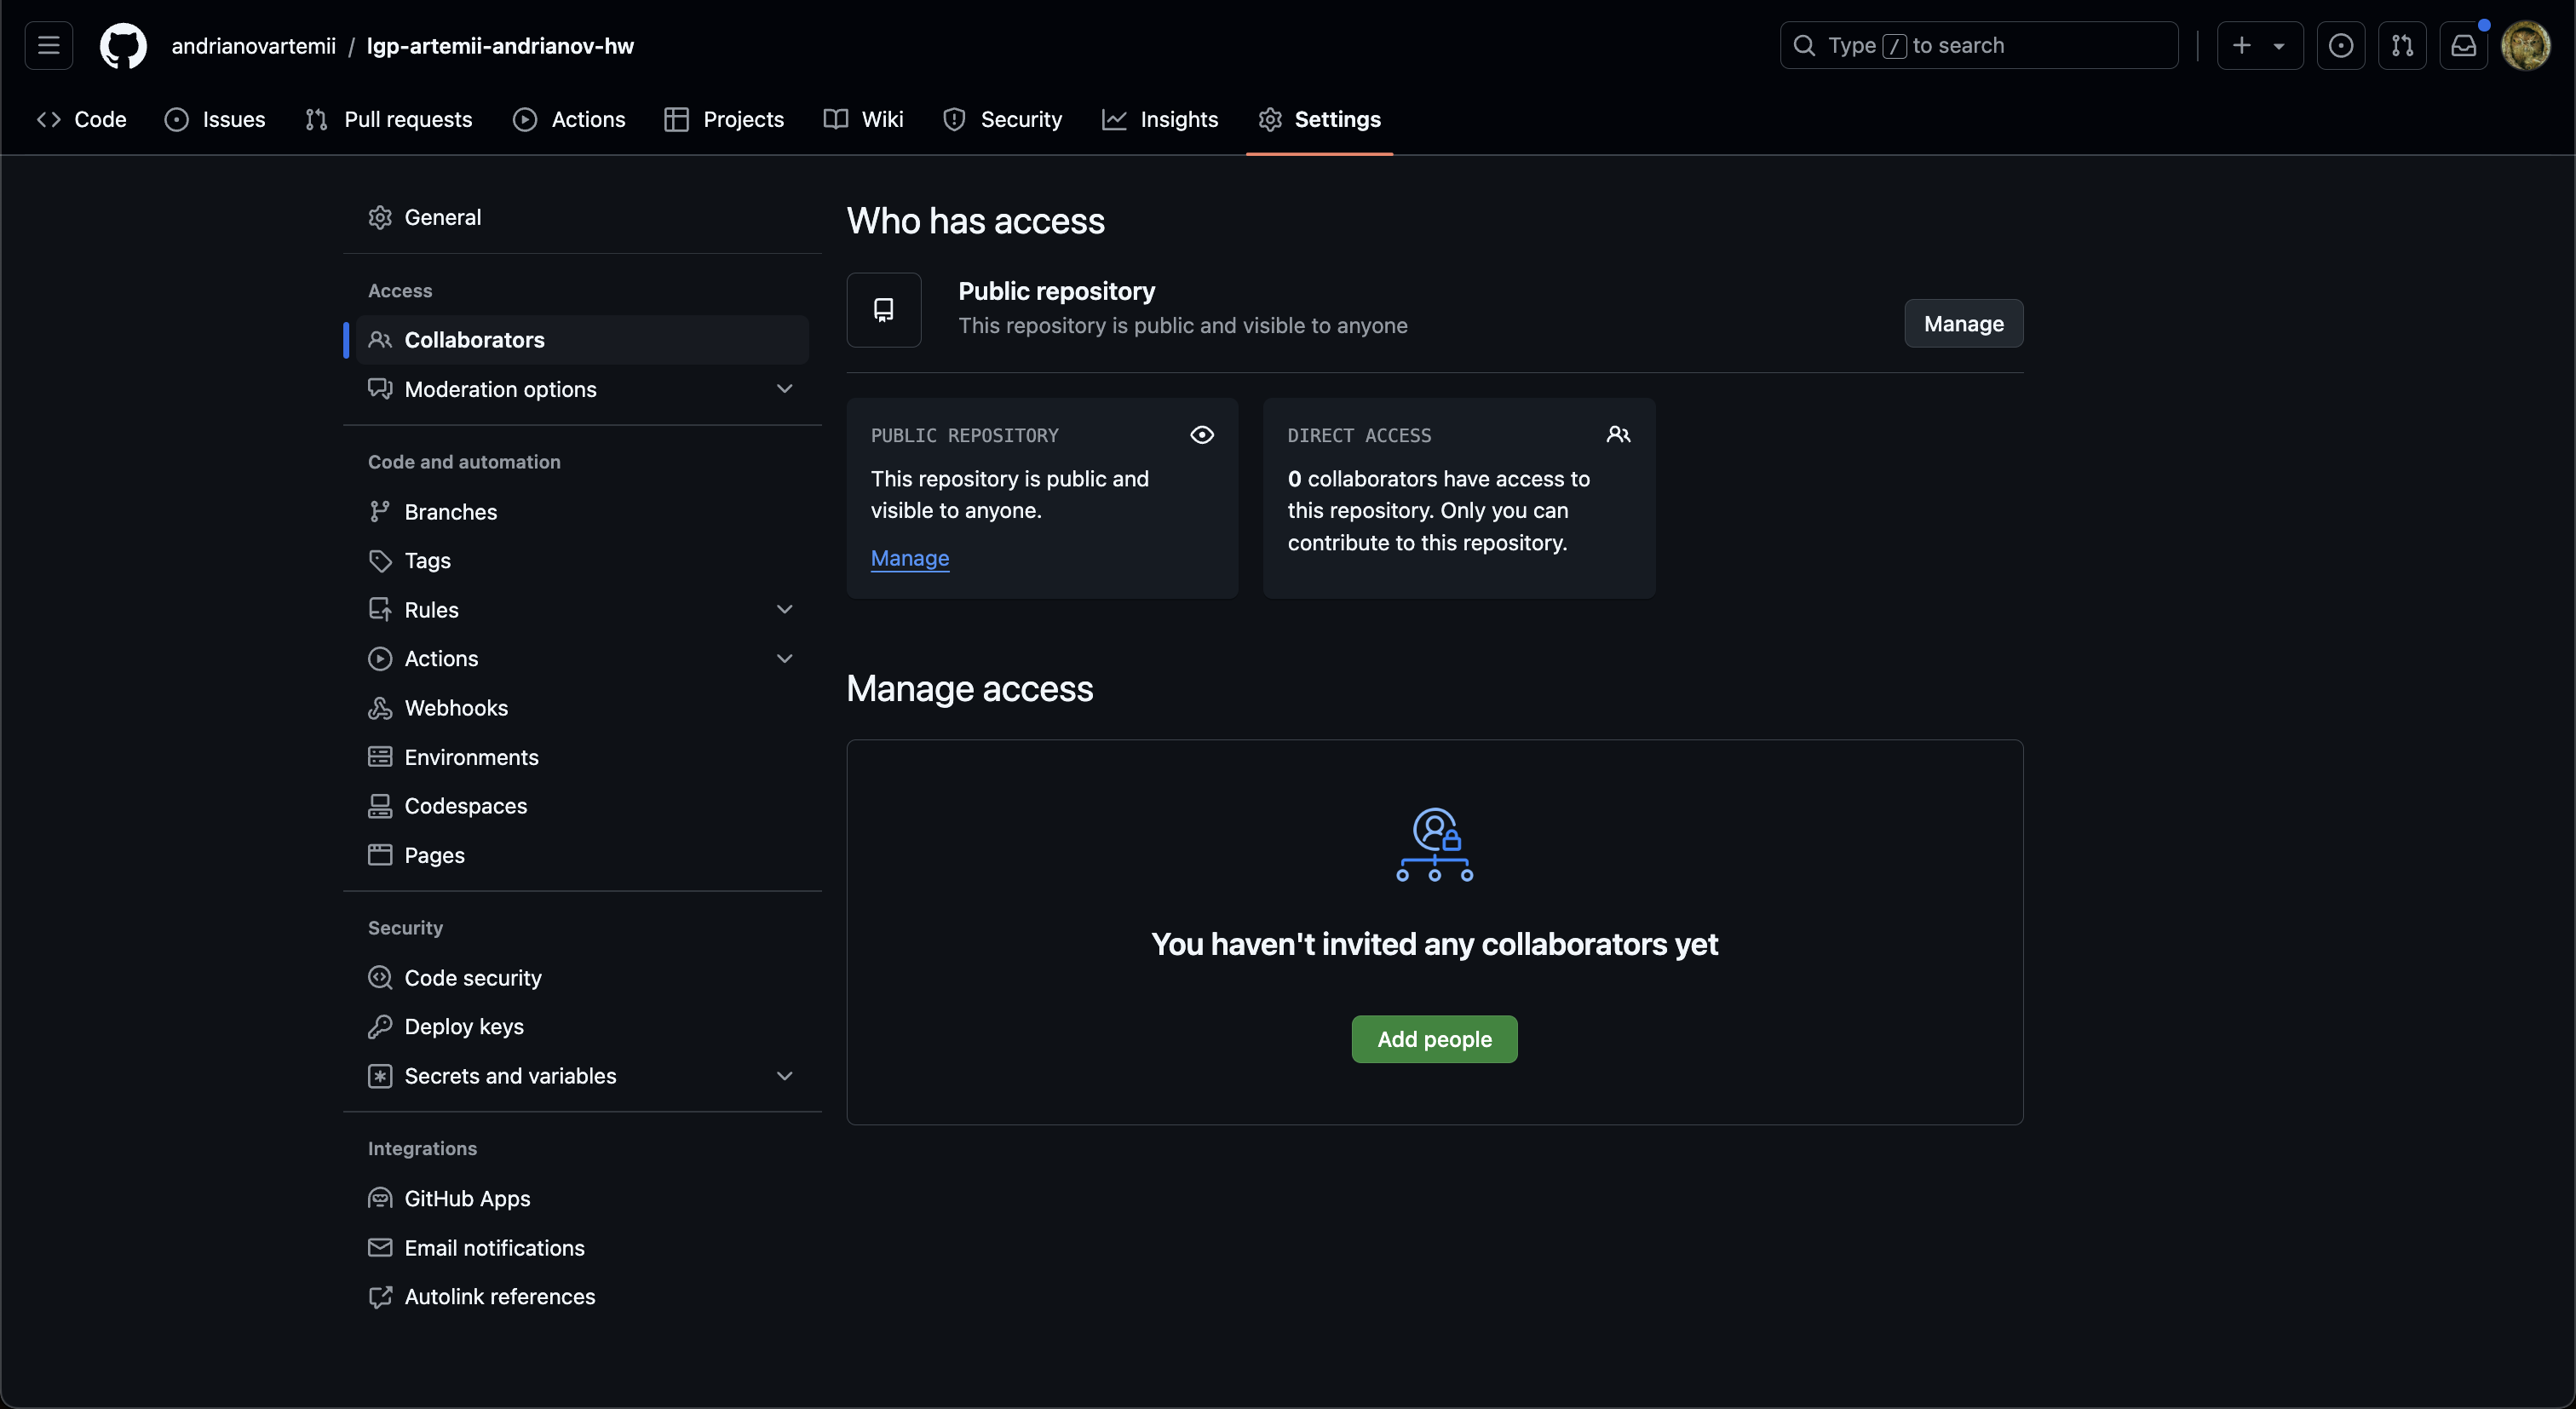 andrianovartemii / lgp-artemii-andrianov-hw
Type / to search
Code
Issues
Pull requests
Actions
Projects
Wiki
Security
Insights
Settings
General
Access
Collaborators
Moderation options
Code and automation
Branches
Tags
Rules
Actions
Webhooks
Environments
Codespaces
Pages
Security
Code security
Deploy keys
Secrets and variables
Integrations
GitHub Apps
Email notifications
Autolink references
Who has access
Public repository
This repository is public and visible to anyone
Manage
PUBLIC REPOSITORY
This repository is public and
visible to anyone.
Manage
DIRECT ACCESS
0 collaborators have access to
this repository. Only you can
contribute to this repository.
Manage access
You haven't invited any collaborators yet
Add people